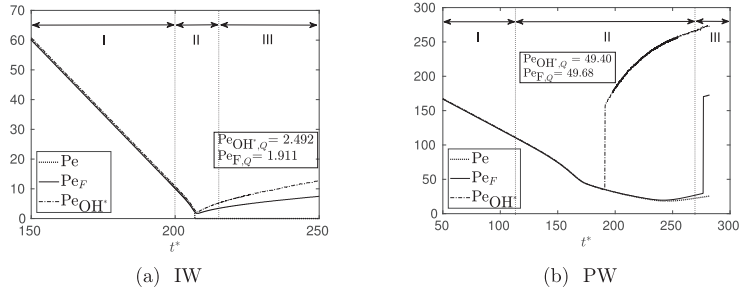 70
60
50
40
30
20
10
0
150
200
250
t*
I
II
III
Pe_OH*,Q = 2.492
Pe_F,Q = 1.911
Pe
Pe_F
Pe_OH*
(a) IW
300
250
200
150
100
50
0
50
100
150
200
250
300
t*
I
II
III
Pe_OH*,Q = 49.40
Pe_F,Q = 49.68
Pe
Pe_F
Pe_OH*
(b) PW